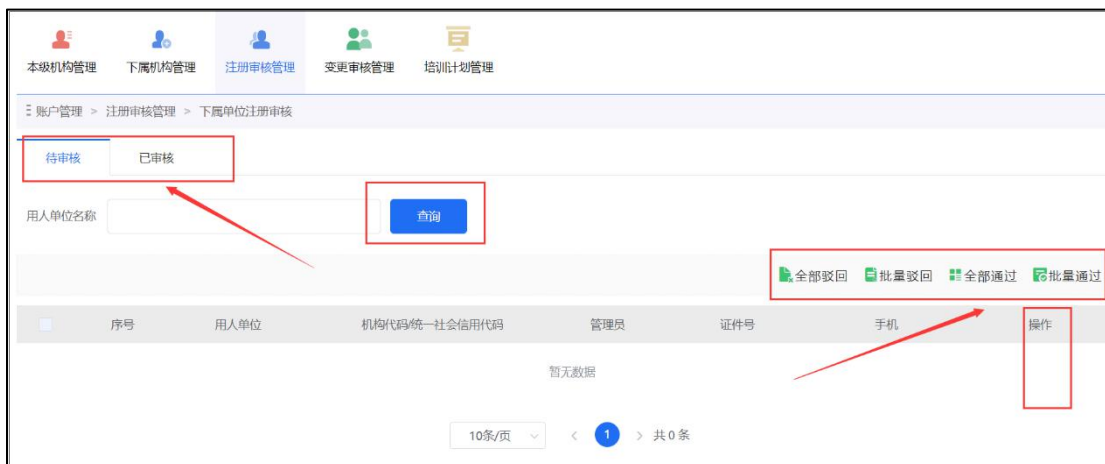 本级机构管理 下属机构管理 注册审核管理 变更审核管理 培训计划管理
账户管理 > 注册审核管理 > 下属单位注册审核
待审核 已审核
用人单位名称 查询
全部驳回 批量驳回 全部通过 批量通过
序号 用人单位 机构代码/统一社会信用代码 管理员 证件号 手机 操作
暂无数据
10条/页 < 1 > 共 0 条